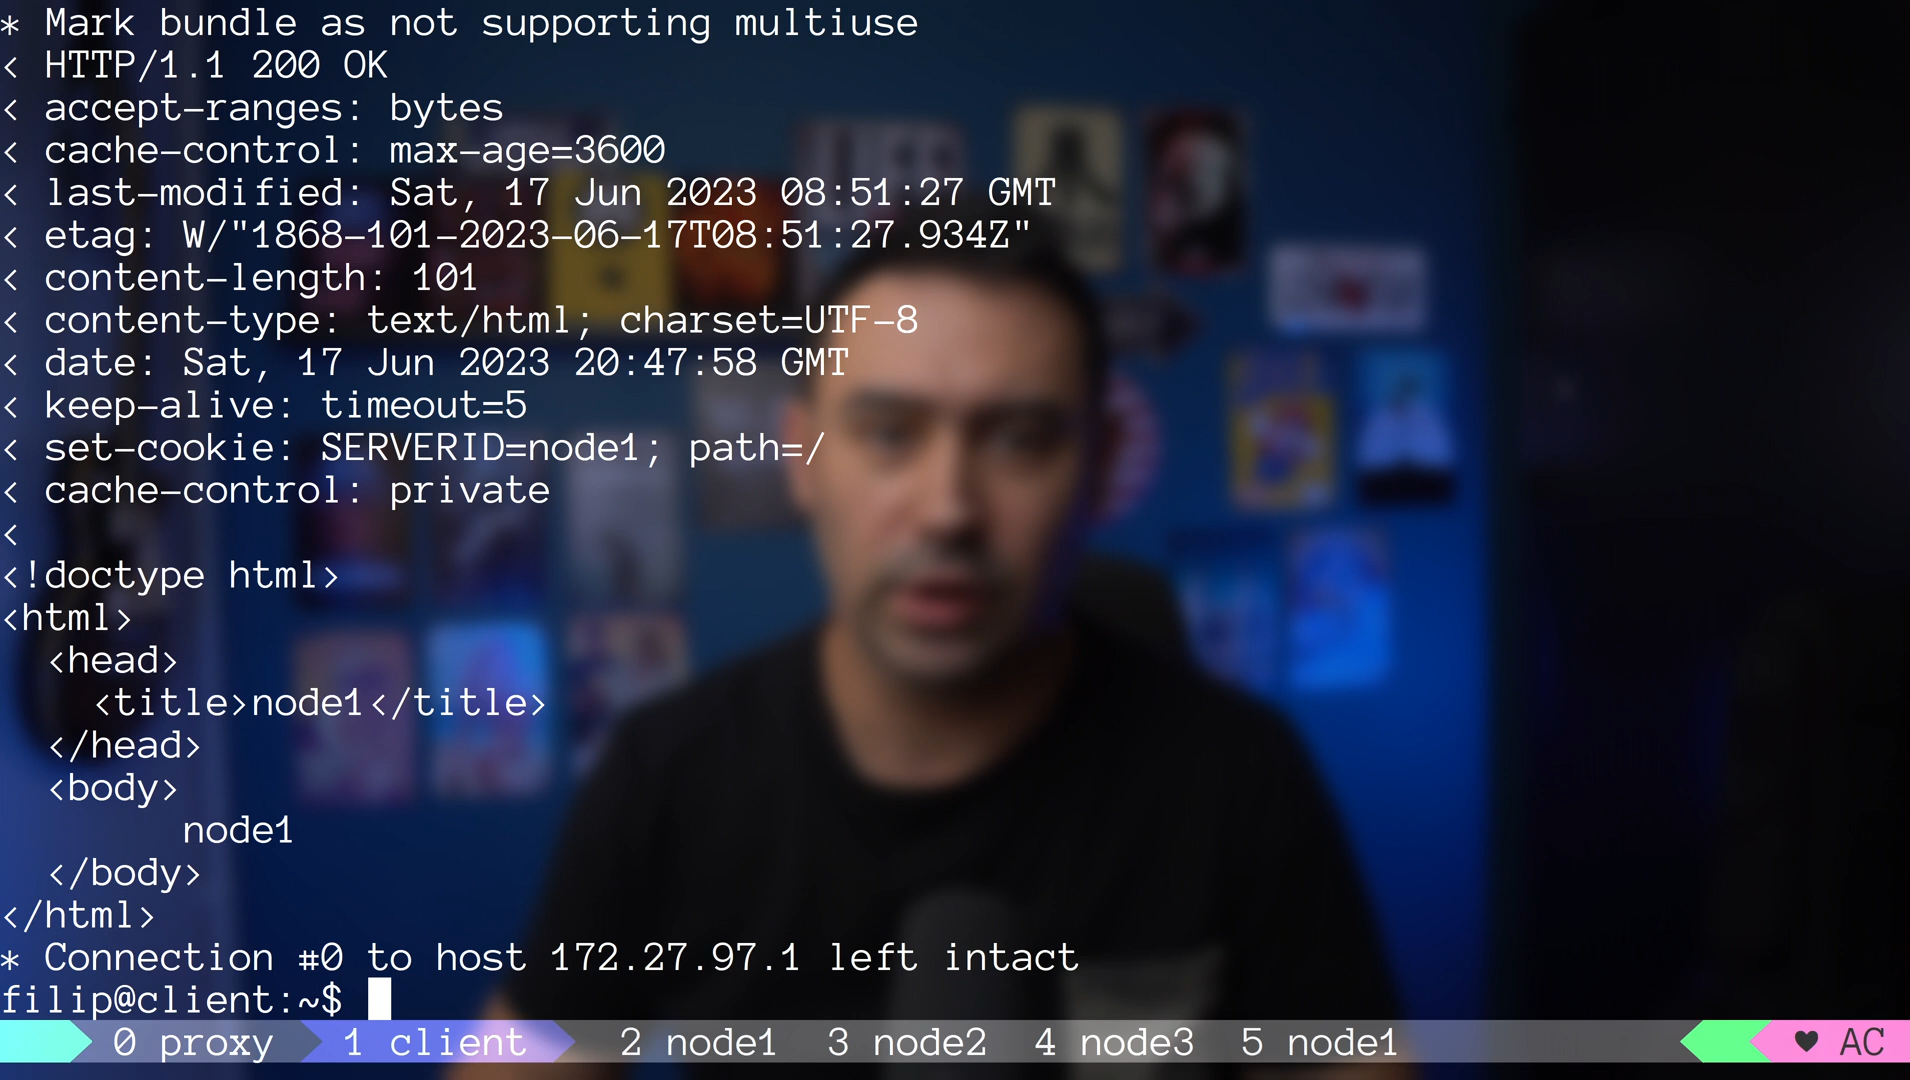 * Mark bundle as not supporting multiuse
< HTTP/1.1 200 OK
< accept-ranges: bytes
< cache-control: max-age=3600
< last-modified: Sat, 17 Jun 2023 08:51:27 GMT
< etag: W/"1868-101-2023-06-17T08:51:27.934Z"
< content-length: 101
< content-type: text/html; charset=UTF-8
< date: Sat, 17 Jun 2023 20:47:58 GMT
< keep-alive: timeout=5
< set-cookie: SERVERID=node1; path=/
< cache-control: private
<
<!doctype html>
<html>
  <head>
    <title>node1</title>
  </head>
  <body>
        node1
  </body>
</html>
* Connection #0 to host 172.27.97.1 left intact
filip@client:~$
0 proxy 1 client 2 node1 3 node2 4 node3 5 node1 ♥ AC